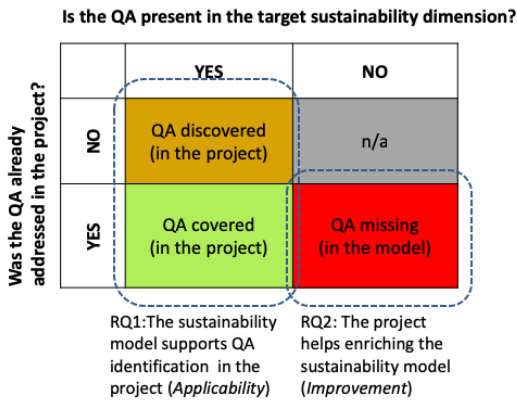 Is the QA present in the target sustainability dimension?
YES
NO
Was the QA already
addressed in the project?
NO
QA discovered
(in the project)
n/a
YES
QA covered
(in the project)
QA missing
(in the model)
RQ1:The sustainability
model supports QA
identification in the
project (Applicability)
RQ2: The project
helps enriching the
sustainability model
(Improvement)